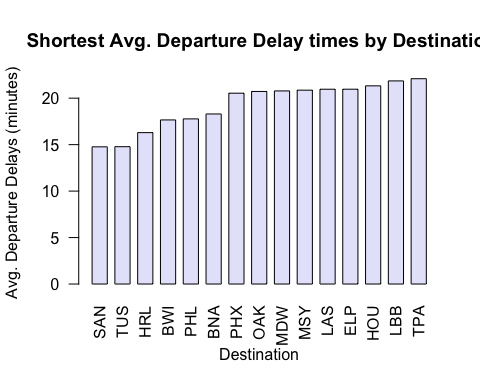 Shortest Avg. Departure Delay times by Destinatio
Avg. Departure Delays (minutes)
20
15
10
5
0
SAN
TUS
HRL
BWI
PHL
BNA
PHX
OAK
MDW
MSY
LAS
ELP
HOU
LBB
TPA
Destination